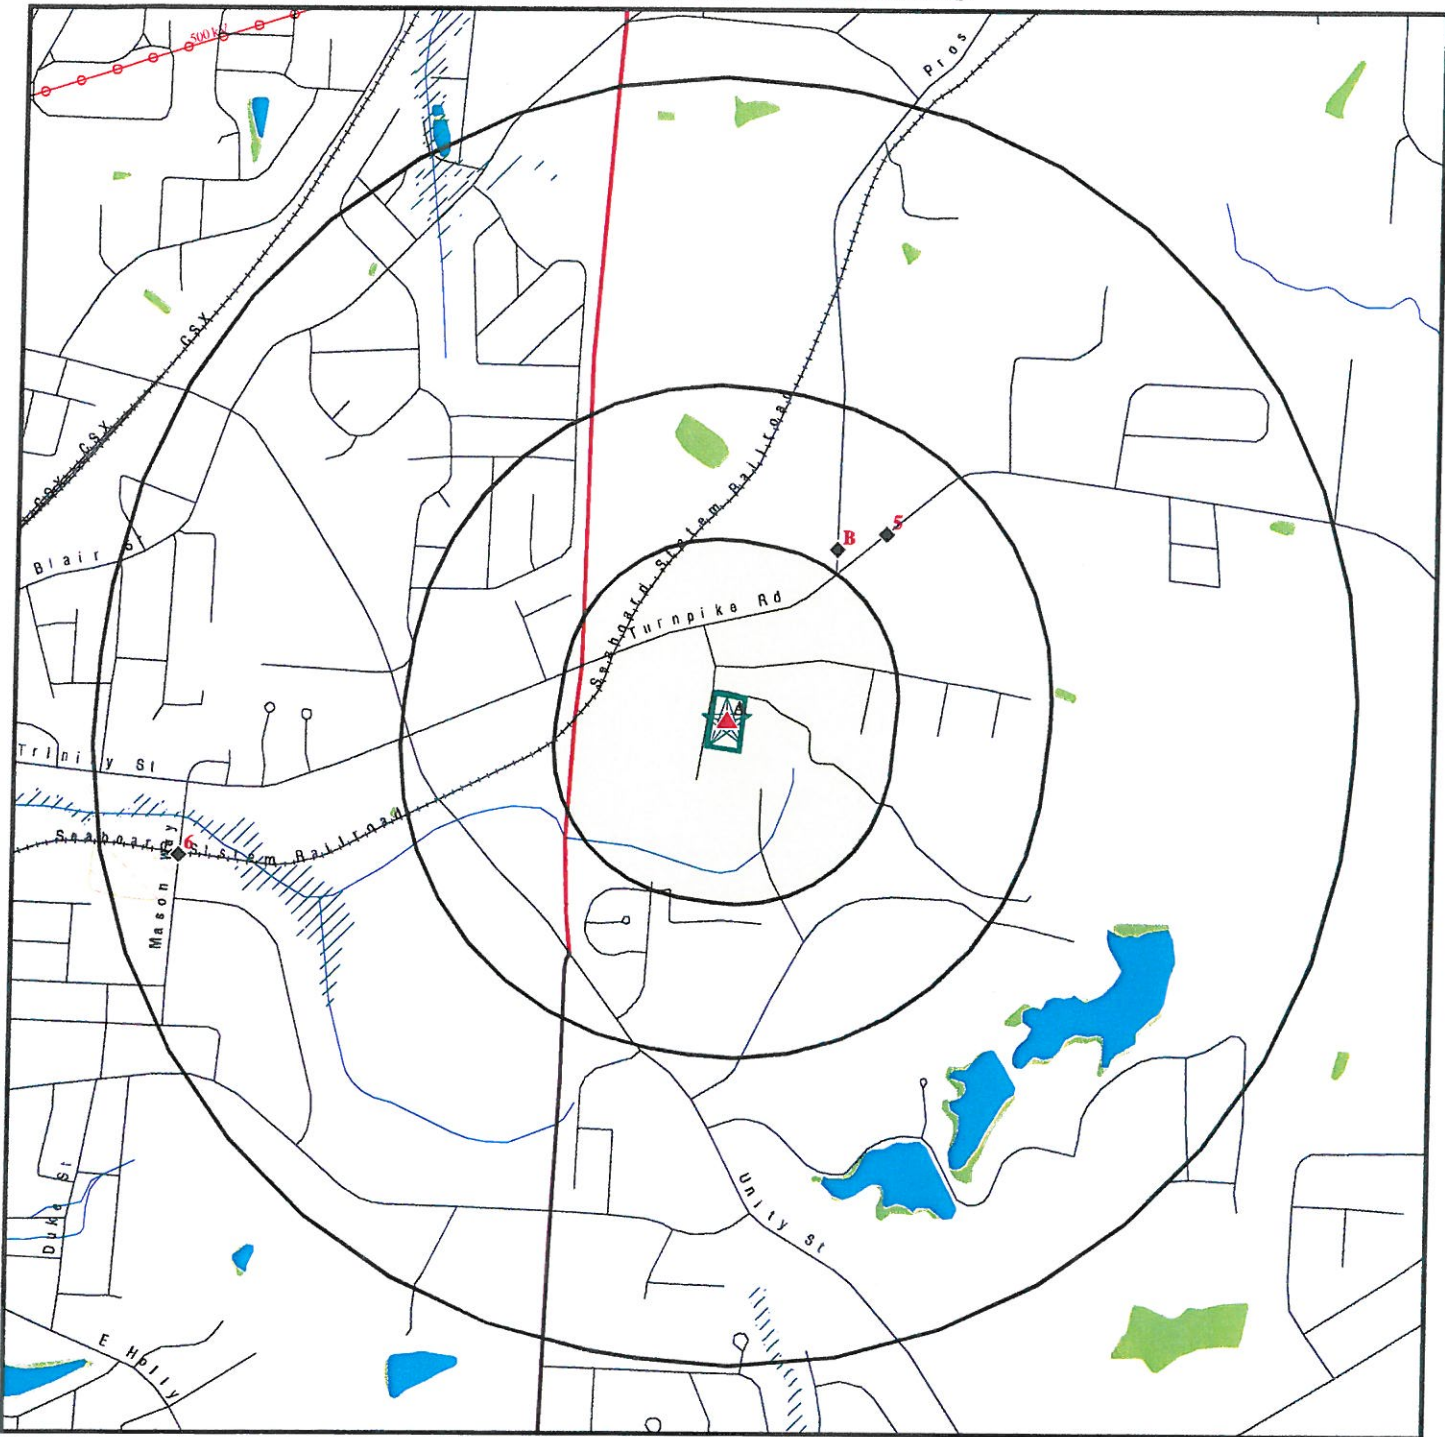 500 kV
Pros
CSX
CSX
CSX
Blair St
Seaboard System Railroad
B
5
Turnpike Rd
A
Trinity St
Seaboard System Railroad
6
Mason Way
Unity St
Duke St
E Holly